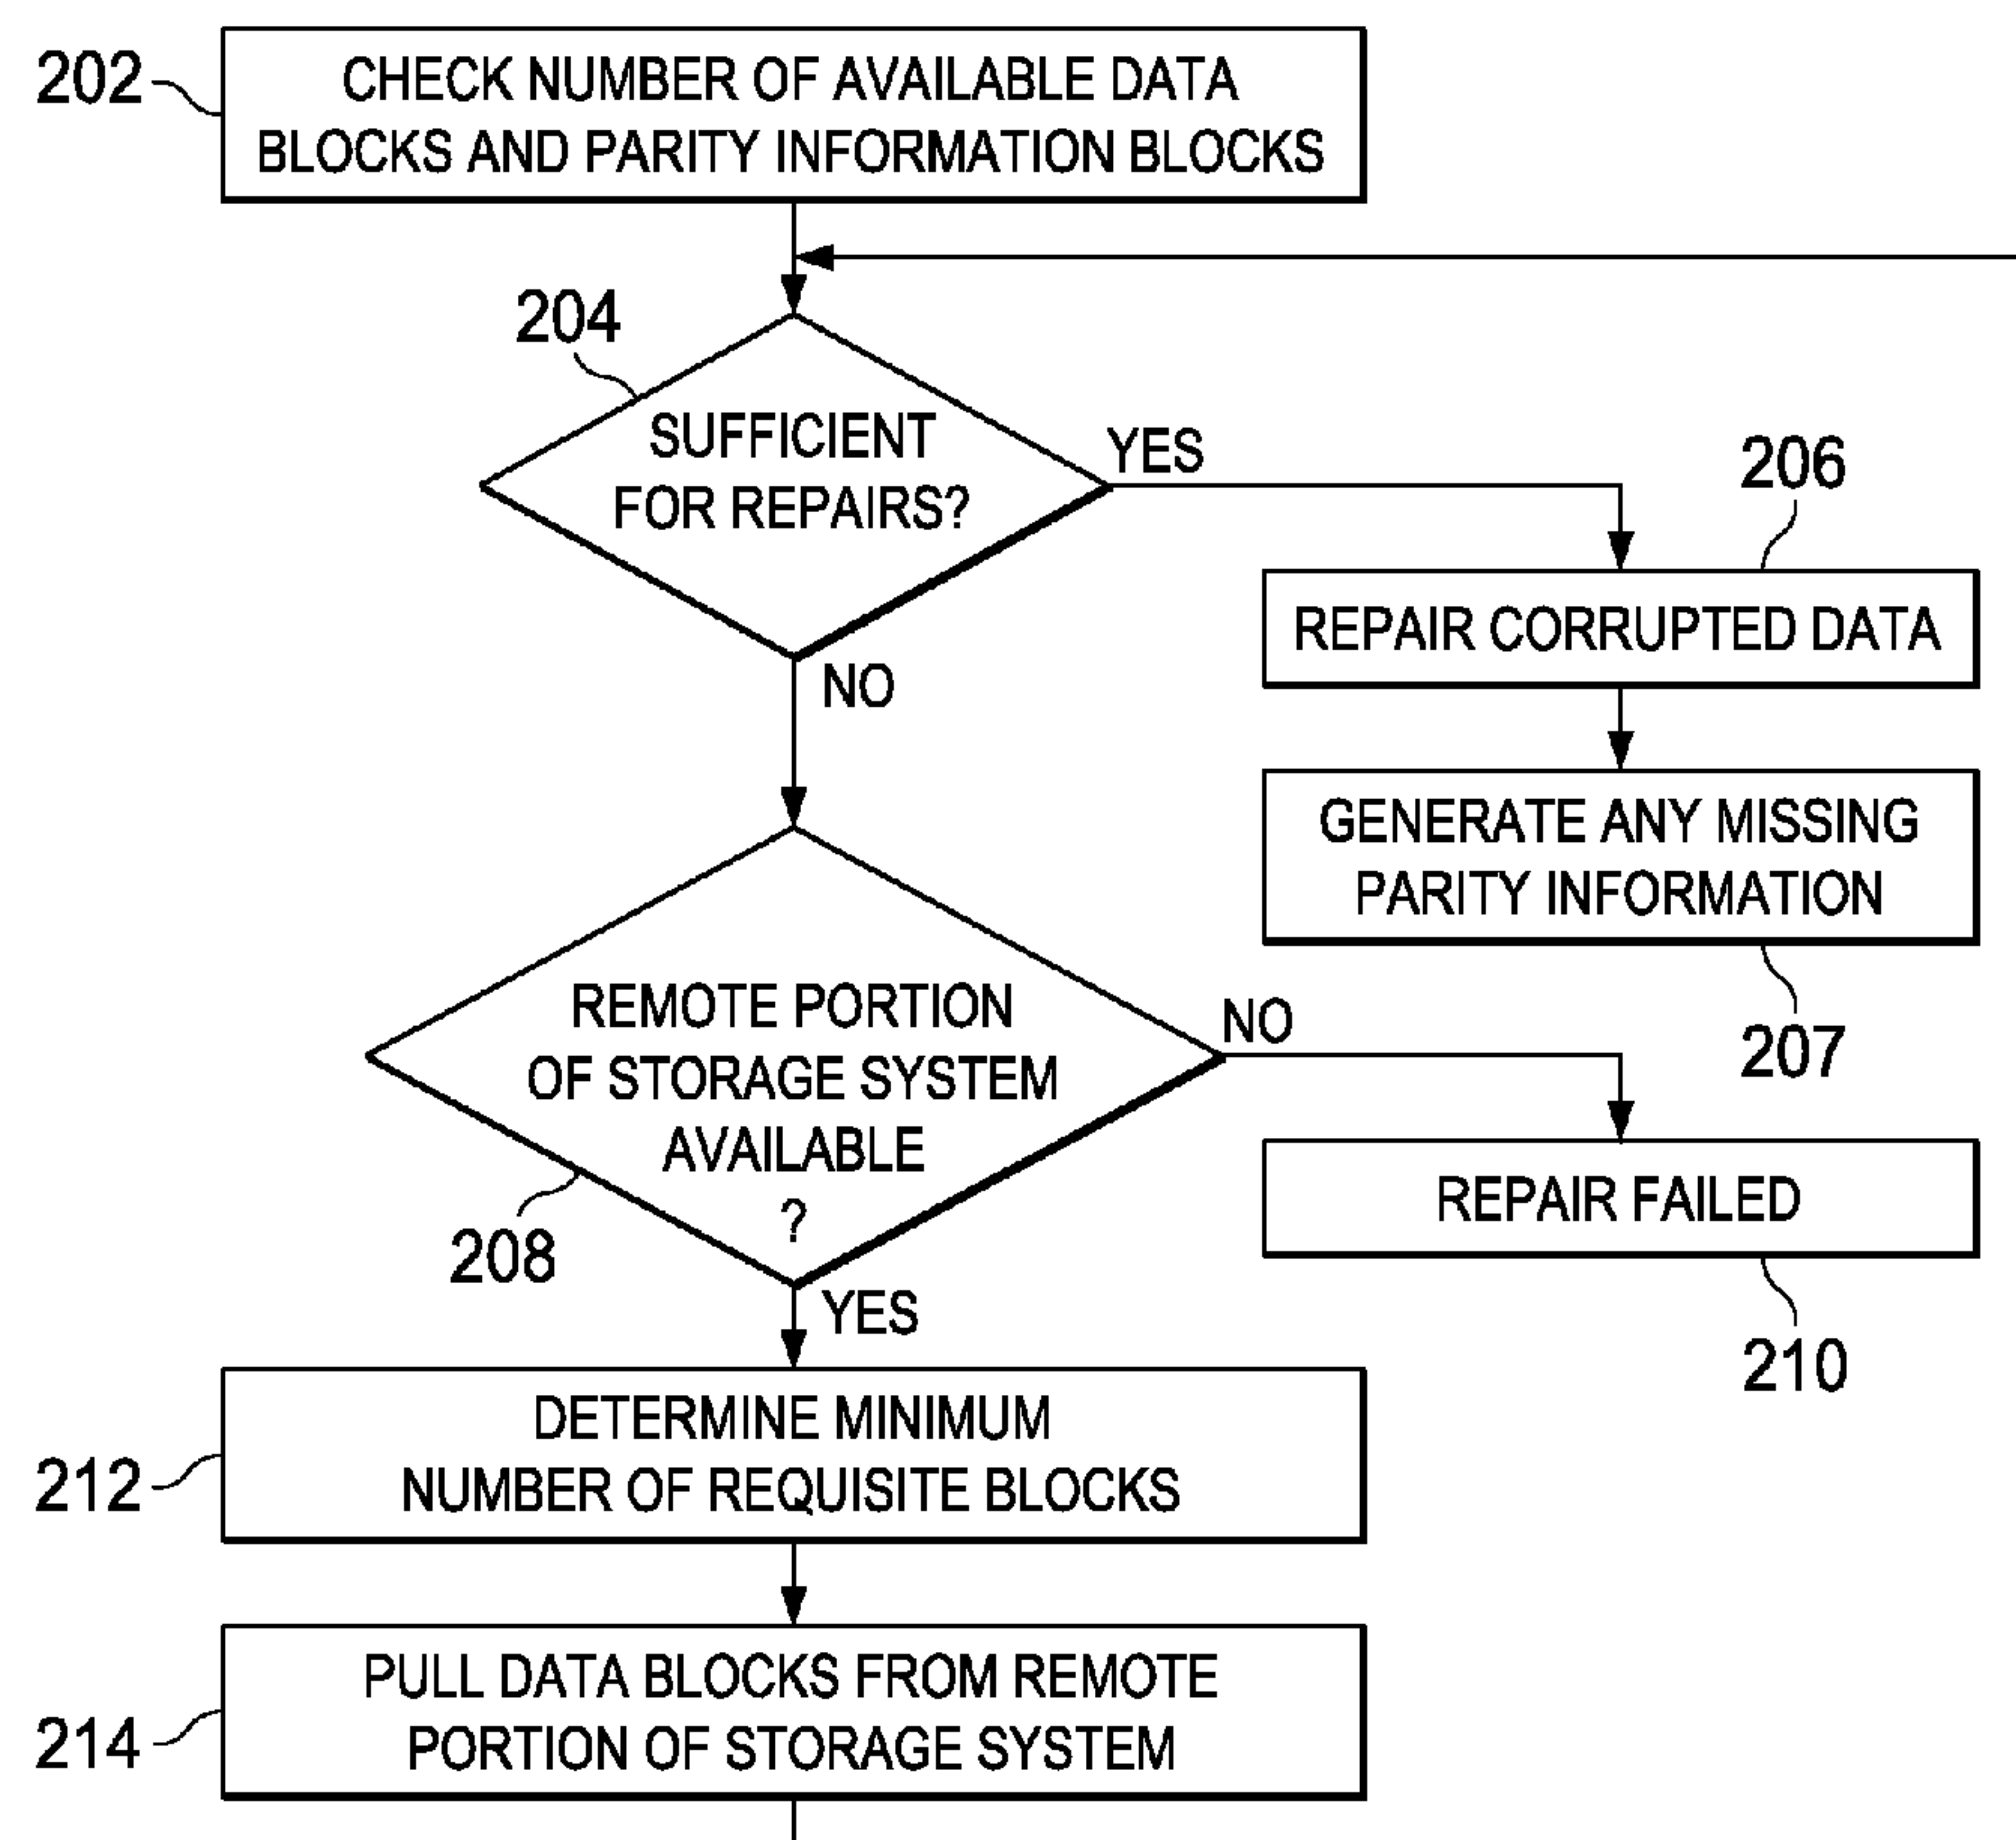 202
CHECK NUMBER OF AVAILABLE DATA
BLOCKS AND PARITY INFORMATION BLOCKS
204
SUFFICIENT
FOR REPAIRS?
YES
NO
206
REPAIR CORRUPTED DATA
GENERATE ANY MISSING
PARITY INFORMATION
207
REMOTE PORTION
OF STORAGE SYSTEM
AVAILABLE
?
208
NO
YES
REPAIR FAILED
210
212
DETERMINE MINIMUM
NUMBER OF REQUISITE BLOCKS
214
PULL DATA BLOCKS FROM REMOTE
PORTION OF STORAGE SYSTEM